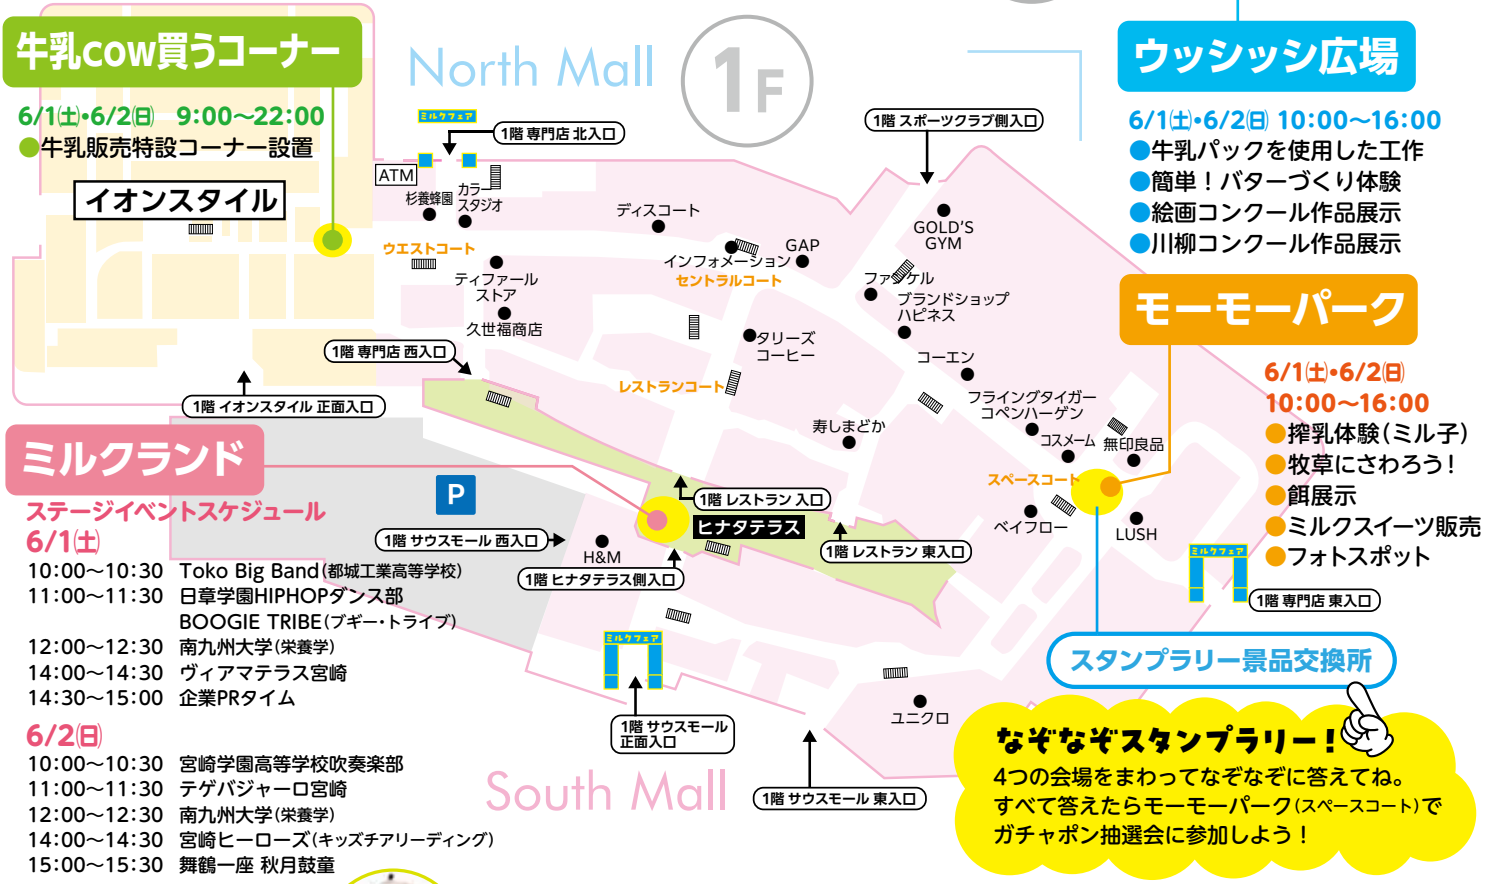 牛乳cow買うコーナー
6/1(土)・6/2(日) 9:00〜22:00
●牛乳販売特設コーナー設置
イオンスタイル
North Mall
1F
ミルクフェア
1階 専門店 北入口
ATM
杉養蜂園
カラースタジオ
ウエストコート
ティファール
ストア
久世福商店
ディスコート
インフォメーション
セントラルコート
GAP
1階 スポーツクラブ側入口
GOLD'S
GYM
ファンケル
ブランドショップ
ハピネス
タリーズ
コーヒー
コーエン
レストランコート
フライングタイガー
コペンハーゲン
コスメーム
無印良品
寿しまどか
スペースコート
ベイフロー
LUSH
1階 専門店 西入口
1階 イオンスタイル 正面入口
ウッシッシ広場
6/1(土)・6/2(日) 10:00〜16:00
●牛乳パックを使用した工作
●簡単！バターづくり体験
●絵画コンクール作品展示
●川柳コンクール作品展示
モーモーパーク
6/1(土)・6/2(日)
10:00〜16:00
●搾乳体験(ミル子)
●牧草にさわろう！
●餌展示
●ミルクスイーツ販売
●フォトスポット
ミルクフェア
1階 専門店 東入口
ミルクランド
ステージイベントスケジュール
6/1(土)
10:00〜10:30 Toko Big Band(都城工業高等学校)
11:00〜11:30 日章学園HIPHOPダンス部
BOOGIE TRIBE(ブギー・トライブ)
12:00〜12:30 南九州大学(栄養学)
14:00〜14:30 ヴィアマテラス宮崎
14:30〜15:00 企業PRタイム
6/2(日)
10:00〜10:30 宮崎学園高等学校吹奏楽部
11:00〜11:30 テゲバジャーロ宮崎
12:00〜12:30 南九州大学(栄養学)
14:00〜14:30 宮崎ヒーローズ(キッズチアリーディング)
15:00〜15:30 舞鶴一座 秋月鼓童
P
1階 レストラン 入口
ヒナタテラス
1階 サウスモール 西入口
H&M
1階 ヒナタテラス側入口
1階 レストラン 東入口
ミルクフェア
1階 サウスモール
正面入口
South Mall
1階 サウスモール 東入口
ユニクロ
スタンプラリー景品交換所
なぞなぞスタンプラリー！
4つの会場をまわってなぞなぞに答えてね。
すべて答えたらモーモーパーク(スペースコート)で
ガチャポン抽選会に参加しよう！